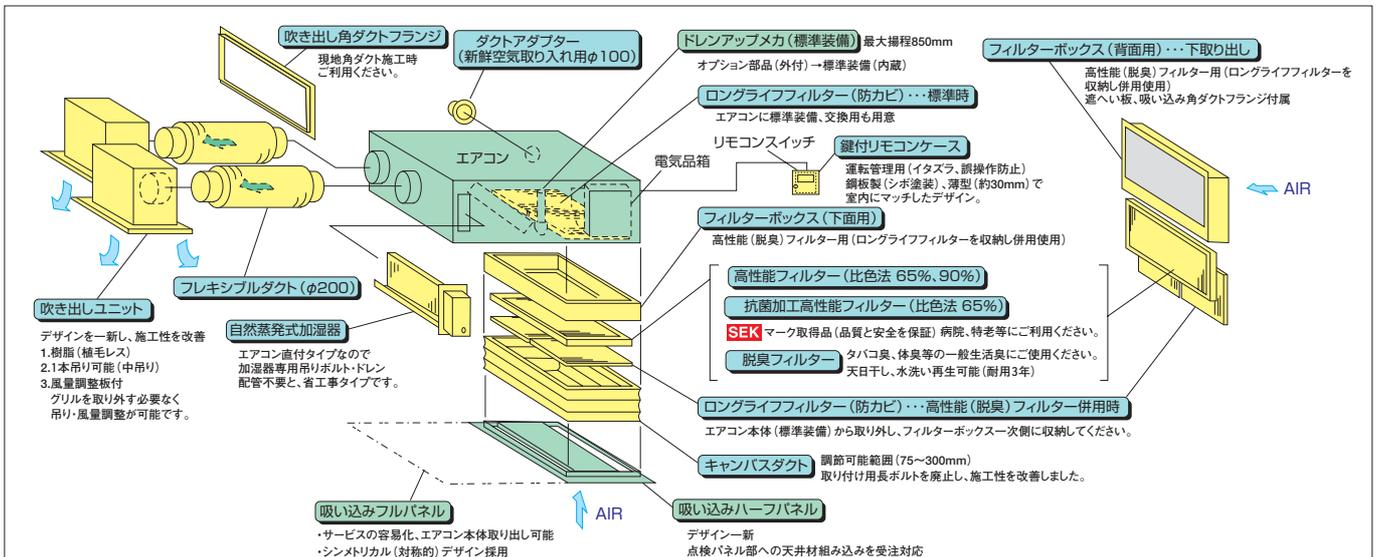 吹き出し角ダクトフランジ
現地角ダクト施工時
ご利用ください。
ダクトアダプター
(新鮮空気取り入れ用φ100)
ドレンアップメカ(標準装備) 最大揚程850mm
オプション部品(外付)→標準装備(内蔵)
ロングライフフィルター(防カビ)･･･標準時
エアコンに標準装備、交換用も用意
フィルターボックス(背面用)･･･下取り出し
高性能(脱臭)フィルター用(ロングライフフィルターを
収納し併用使用)
遮へい板、吸い込み角ダクトフランジ付属
エアコン
電気品箱
リモコンスイッチ
鍵付リモコンケース
運転管理用(イタズラ、誤操作防止)
鋼板製(シボ塗装)、薄型(約30mm)で
室内にマッチしたデザイン。
AIR
フィルターボックス(下面用)
高性能(脱臭)フィルター用(ロングライフフィルターを収納し併用使用)
高性能フィルター(比色法 65%、90%)
抗菌加工高性能フィルター(比色法 65%)
SEK マーク取得品(品質と安全を保証) 病院、特老等にご利用ください。
脱臭フィルター タバコ臭、体臭等の一般生活臭にご使用ください。
天日干し、水洗い再生可能(耐用3年)
フレキシブルダクト(φ200)
吹き出しユニット
デザインを一新し、施工性を改善
1.樹脂(植毛レス)
2.1本吊り可能(中吊り)
3.風量調整板付
グリルを取り外す必要なく
吊り・風量調整が可能です。
自然蒸発式加湿器
エアコン直付タイプなので
加湿器専用吊りボルト・ドレン
配管不要と、省工事タイプです。
ロングライフフィルター(防カビ)･･･高性能(脱臭)フィルター併用時
エアコン本体(標準装備)から取り外し、フィルターボックス一次側に収納してください。
キャンバスダクト 調節可能範囲(75〜300mm)
取り付け用長ボルトを廃止し、施工性を改善しました。
吸い込みフルパネル
・サービスの容易化、エアコン本体取り出し可能
・シンメトリカル(対称的)デザイン採用
AIR
吸い込みハーフパネル
デザイン一新
点検パネル部への天井材組み込みを受注対応